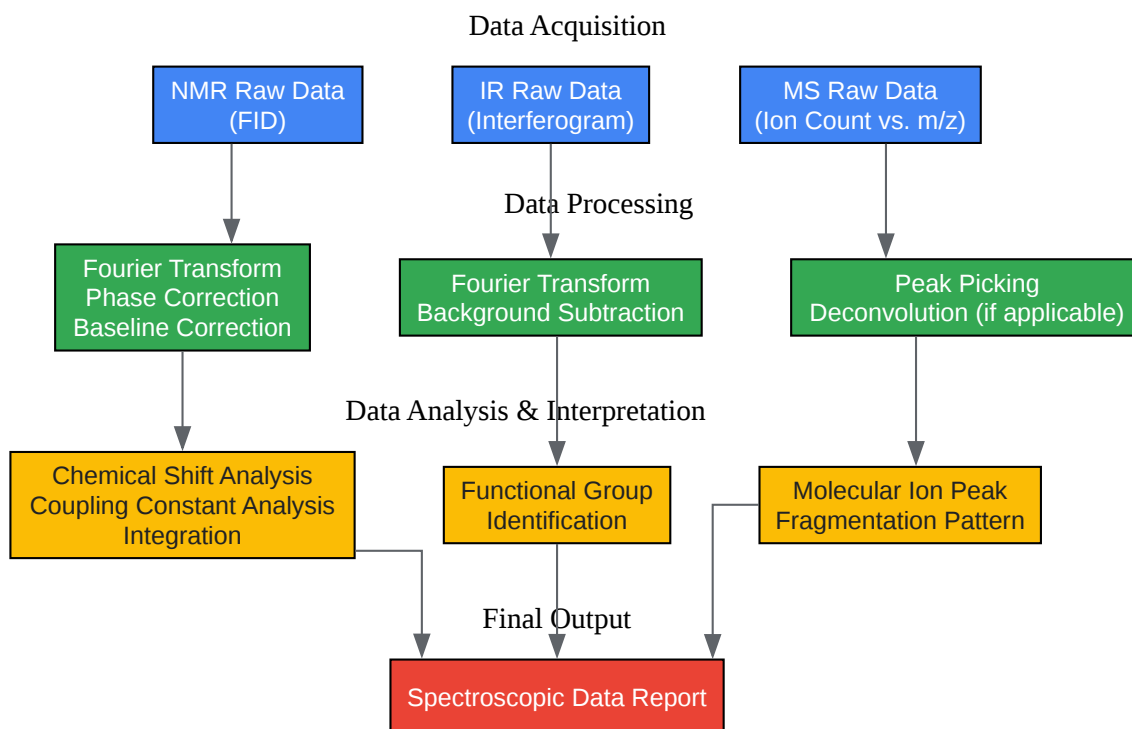 Data Acquisition
NMR Raw Data
(FID)
IR Raw Data
(Interferogram)
MS Raw Data
(Ion Count vs. m/z)
Data Processing
Fourier Transform
Phase Correction
Baseline Correction
Fourier Transform
Background Subtraction
Peak Picking
Deconvolution (if applicable)
Data Analysis & Interpretation
Chemical Shift Analysis
Coupling Constant Analysis
Integration
Functional Group
Identification
Molecular Ion Peak
Fragmentation Pattern
Final Output
Spectroscopic Data Report